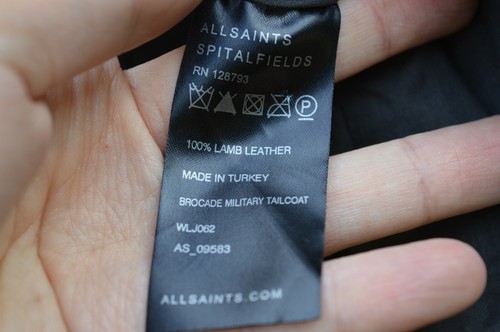 ALLSAINTS
SPITALFIELDS
RN 128793
P
100% LAMB LEATHER
MADE IN TURKEY
BROCADE MILITARY TAILCOAT
WLJ062
AS_09583
ALLSAINTS.COM